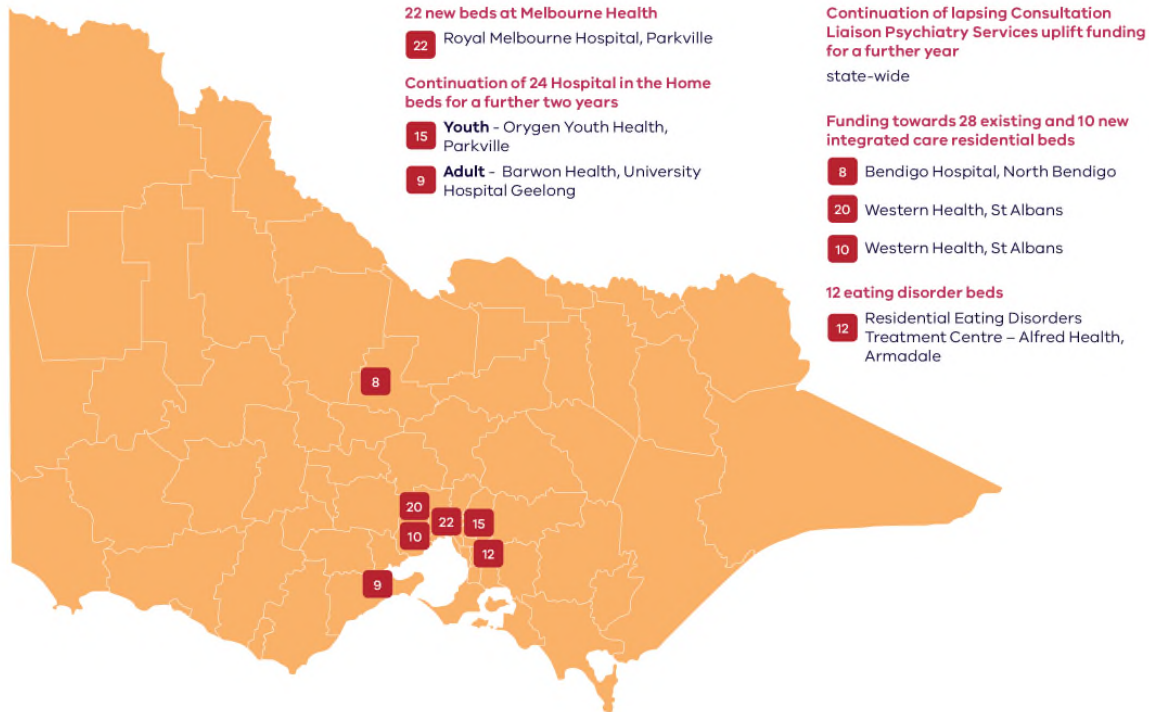 22 new beds at Melbourne Health
22
Royal Melbourne Hospital, Parkville
Continuation of 24 Hospital in the Home
beds for a further two years
15
Youth - Orygen Youth Health,
Parkville
9
Adult - Barwon Health, University
Hospital Geelong
Continuation of lapsing Consultation
Liaison Psychiatry Services uplift funding
for a further year
state-wide
Funding towards 28 existing and 10 new
integrated care residential beds
8
Bendigo Hospital, North Bendigo
20
Western Health, St Albans
10
Western Health, St Albans
12 eating disorder beds
12
Residential Eating Disorders
Treatment Centre – Alfred Health,
Armadale
8
20
22
15
10
12
9